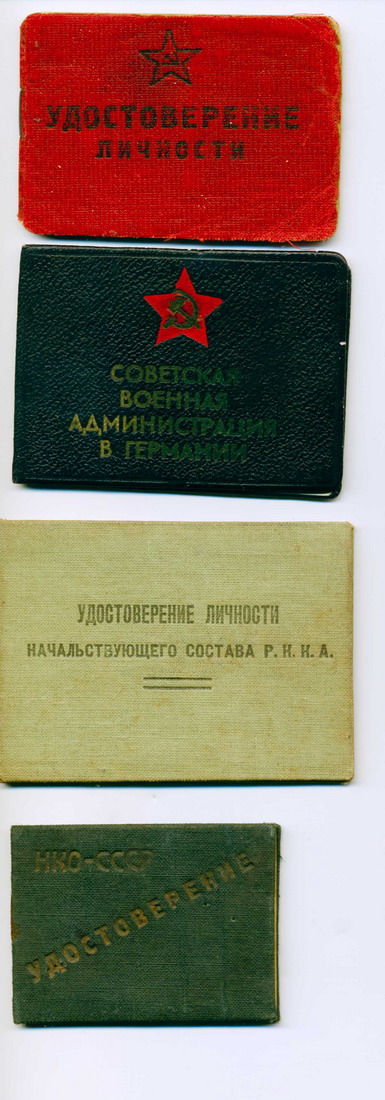 УДОСТОВЕРЕНИЕ
ЛИЧНОСТИ
СОВЕТСКАЯ
ВОЕННАЯ
АДМИНИСТРАЦИЯ
В ГЕРМАНИИ
УДОСТОВЕРЕНИЕ ЛИЧНОСТИ
НАЧАЛЬСТВУЮЩЕГО СОСТАВА Р. К. К. А.
НКО-СССР
УДОСТОВЕРЕНИЕ